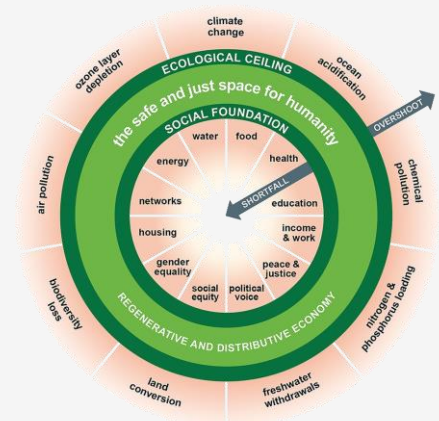 climate
change
ocean
acidification
chemical
pollution
nitrogen &
phosphorus loading
freshwater
withdrawals
land
conversion
biodiversity
loss
air pollution
ozone layer
depletion
OVERSHOOT
ECOLOGICAL CEILING
the safe and just space for humanity
SOCIAL FOUNDATION
water
food
health
SHORTFALL
education
income
& work
peace &
justice
political
voice
social
equity
gender
equality
housing
networks
energy
REGENERATIVE AND DISTRIBUTIVE ECONOMY